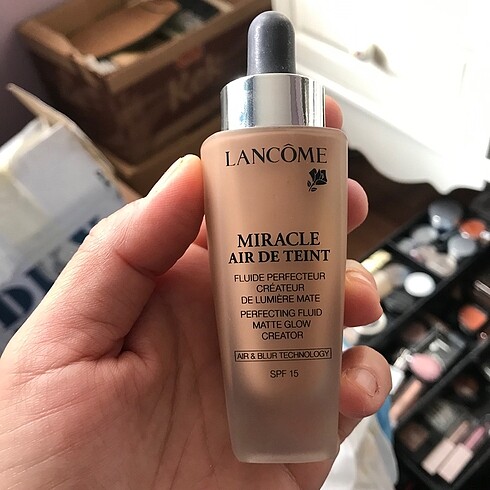 LANCÔME
MIRACLE
AIR DE TEINT
FLUIDE PERFECTEUR
CRÉATEUR
DE LUMIÈRE MATE
PERFECTING FLUID
MATTE GLOW
CREATOR
AIR & BLUR TECHNOLOGY
SPF 15